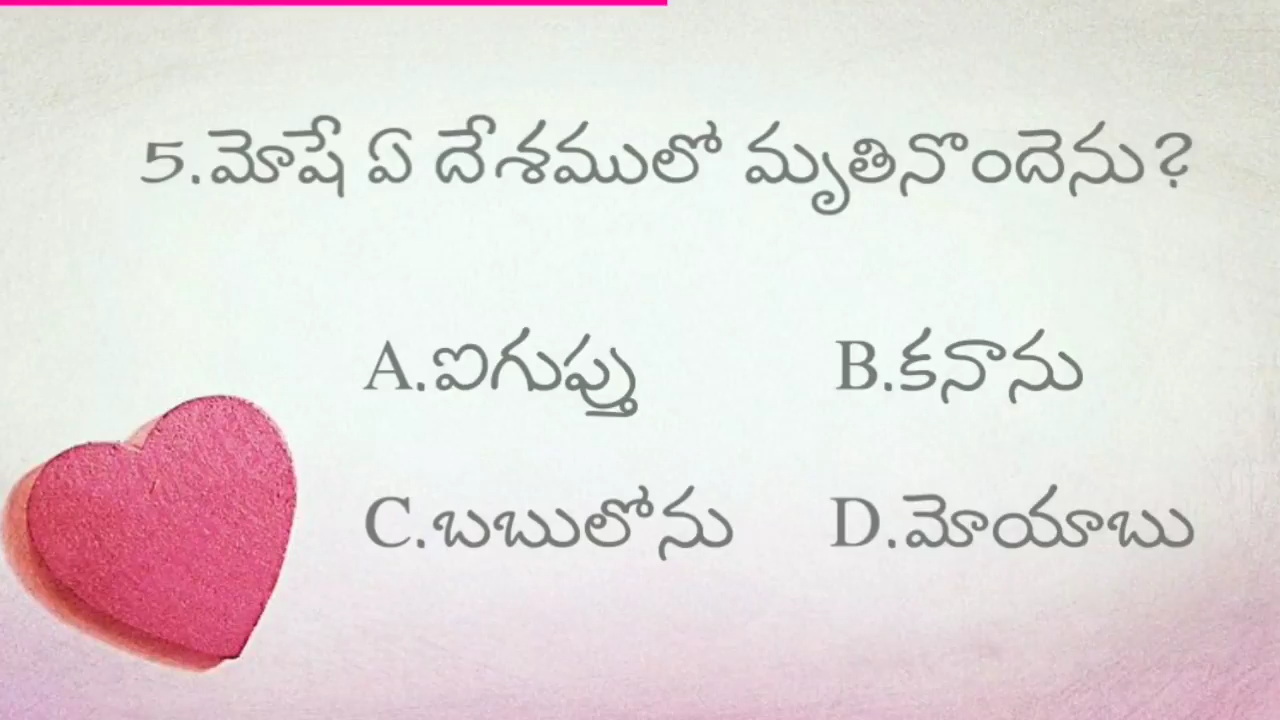 5.మోషే ఏ దేశములో మృతినొందెను?
A.ఐగుప్తు B.కనాను
C.బబులోను D.మోయాబు